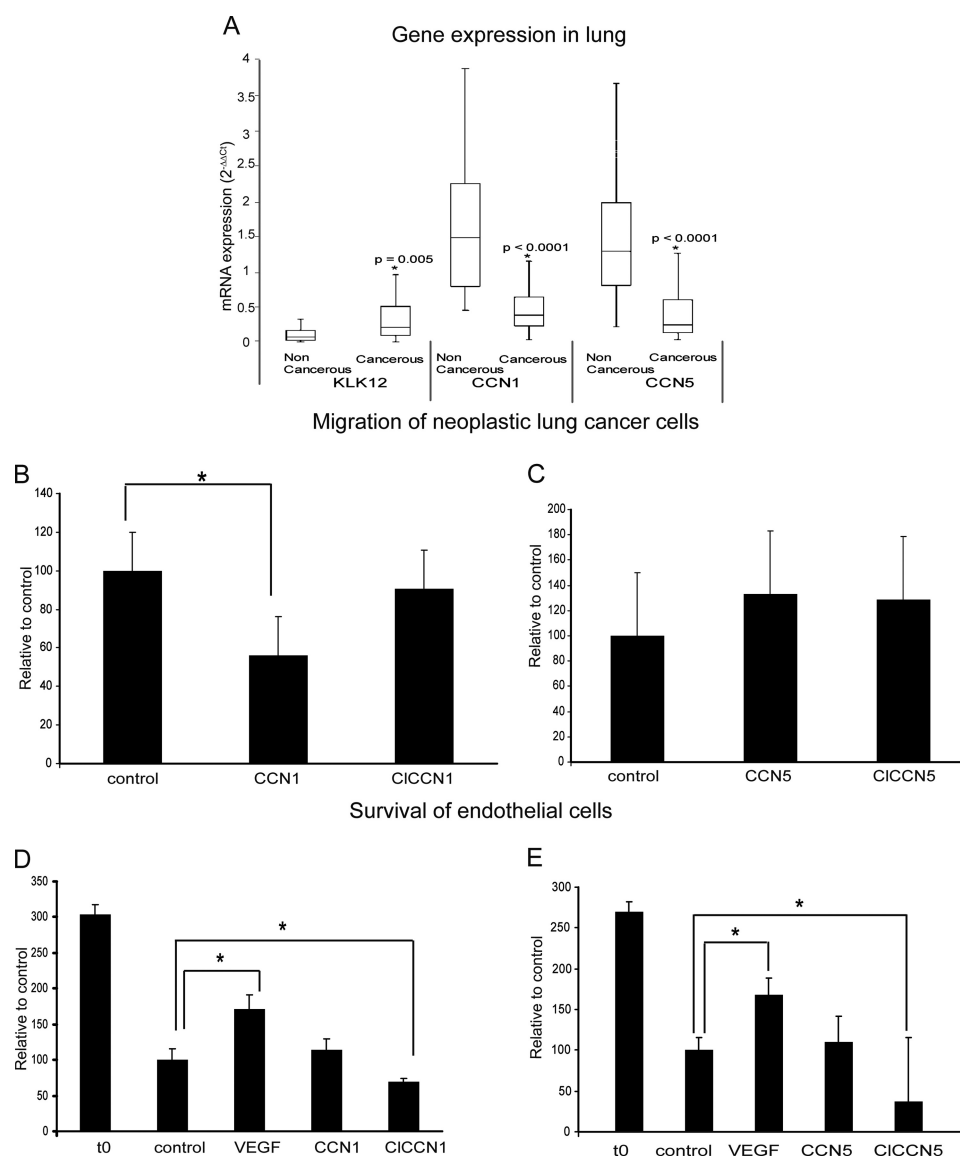 A
Gene expression in lung
mRNA expression (2-ΔΔCt)
4
3.5
3
2.5
2
1.5
1
0.5
0
p = 0.005
*
p < 0.0001
*
p < 0.0001
*
Non Cancerous
Cancerous
Non Cancerous
Cancerous
Non Cancerous
Cancerous
KLK12
CCN1
CCN5
Migration of neoplastic lung cancer cells
B
Relative to control
140
120
100
80
60
40
20
0
*
control
CCN1
ClCCN1
C
Relative to control
200
180
160
140
120
100
80
60
40
20
0
control
CCN5
ClCCN5
Survival of endothelial cells
D
Relative to control
350
300
250
200
150
100
50
0
*
*
t0
control
VEGF
CCN1
ClCCN1
E
Relative to control
300
250
200
150
100
50
0
*
*
t0
control
VEGF
CCN5
ClCCN5